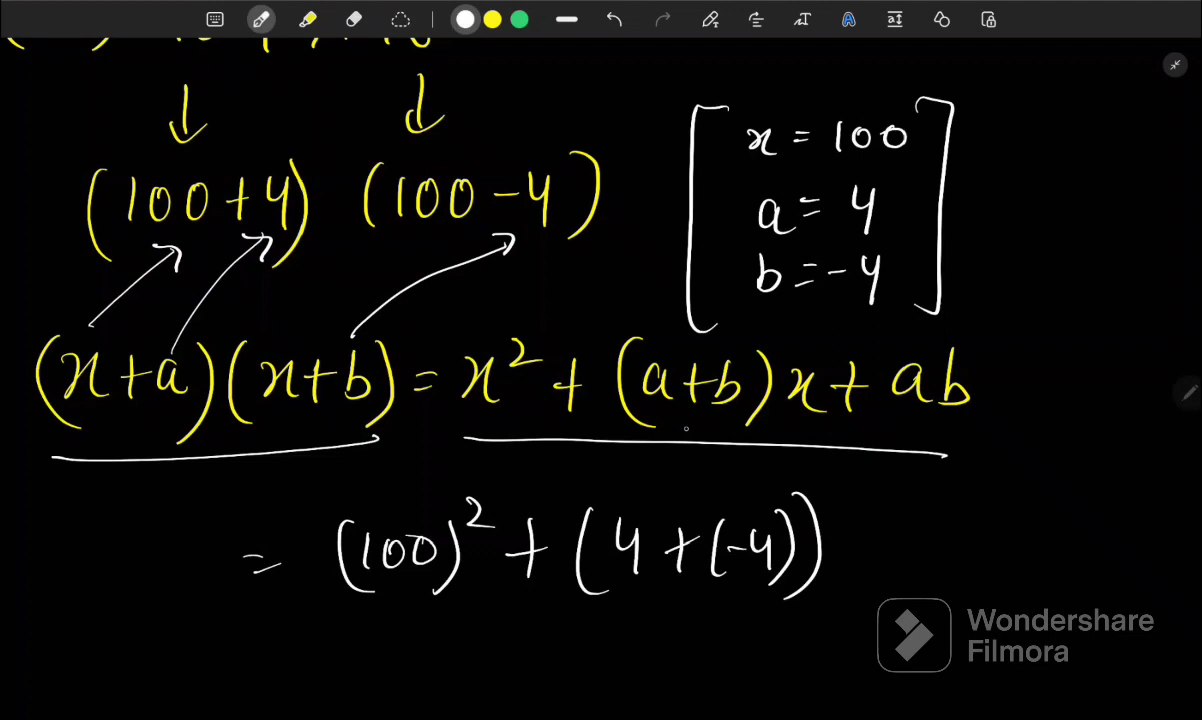 (100+4) (100-4)
x = 100
a = 4
b = -4
(x+a)(x+b) = x² + (a+b)x + ab
= (100)² + (4 + (-4))
Wondershare
Filmora